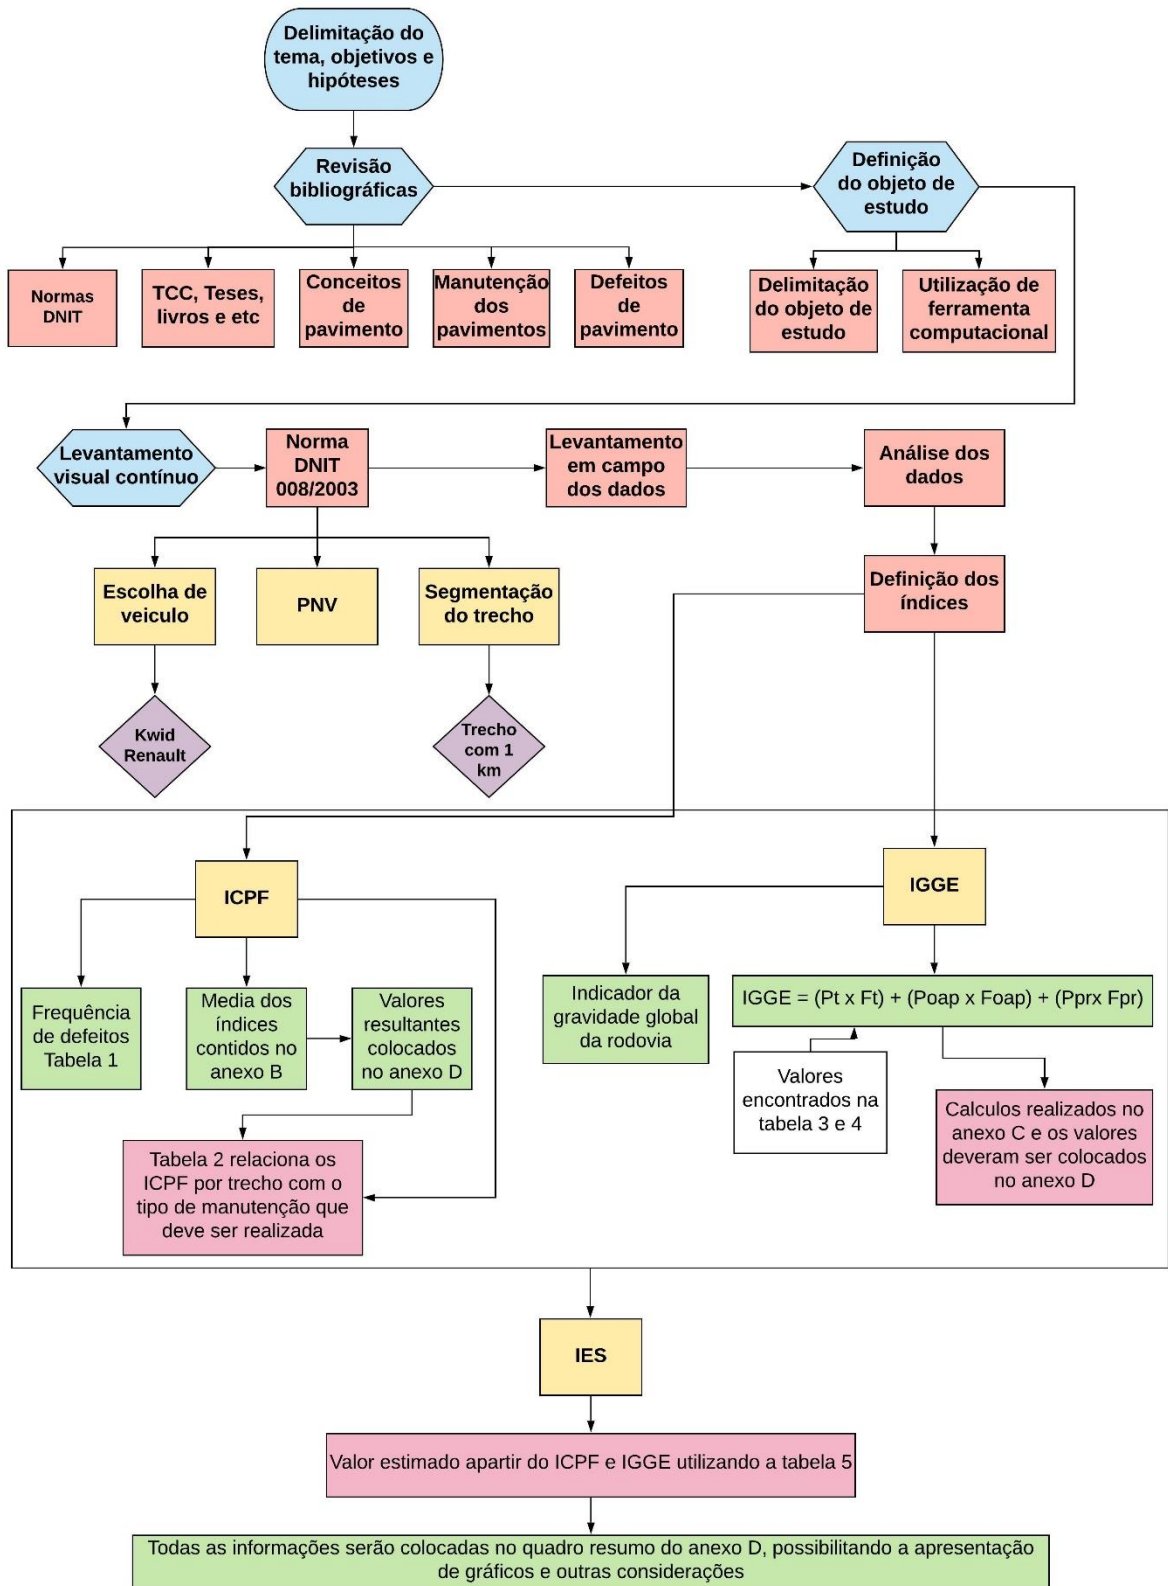 Delimitação do
tema, objetivos e
hipóteses
Revisão
bibliográficas
Definição
do objeto de
estudo
Normas
DNIT
TCC, Teses,
livros e etc
Conceitos
de
pavimento
Manutenção
dos
pavimentos
Defeitos
de
pavimento
Delimitação
do objeto de
estudo
Utilização de
ferramenta
computacional
Levantamento
visual contínuo
Norma
DNIT
008/2003
Levantamento
em campo
dos dados
Análise dos
dados
Escolha de
veiculo
PNV
Segmentação
do trecho
Definição dos
índices
Kwid
Renault
Trecho
com 1
km
ICPF
IGGE
Frequência
de defeitos
Tabela 1
Media dos
índices
contidos no
anexo B
Valores
resultantes
colocados
no anexo D
Indicador da
gravidade global
da rodovia
IGGE = (Pt x Ft) + (Poap x Foap) + (Pprx Fpr)
Valores
encontrados na
tabela 3 e 4
Calculos realizados no
anexo C e os valores
deveram ser colocados
no anexo D
Tabela 2 relaciona os
ICPF por trecho com o
tipo de manutenção que
deve ser realizada
IES
Valor estimado apartir do ICPF e IGGE utilizando a tabela 5
Todas as informações serão colocadas no quadro resumo do anexo D, possibilitando a apresentação
de gráficos e outras considerações